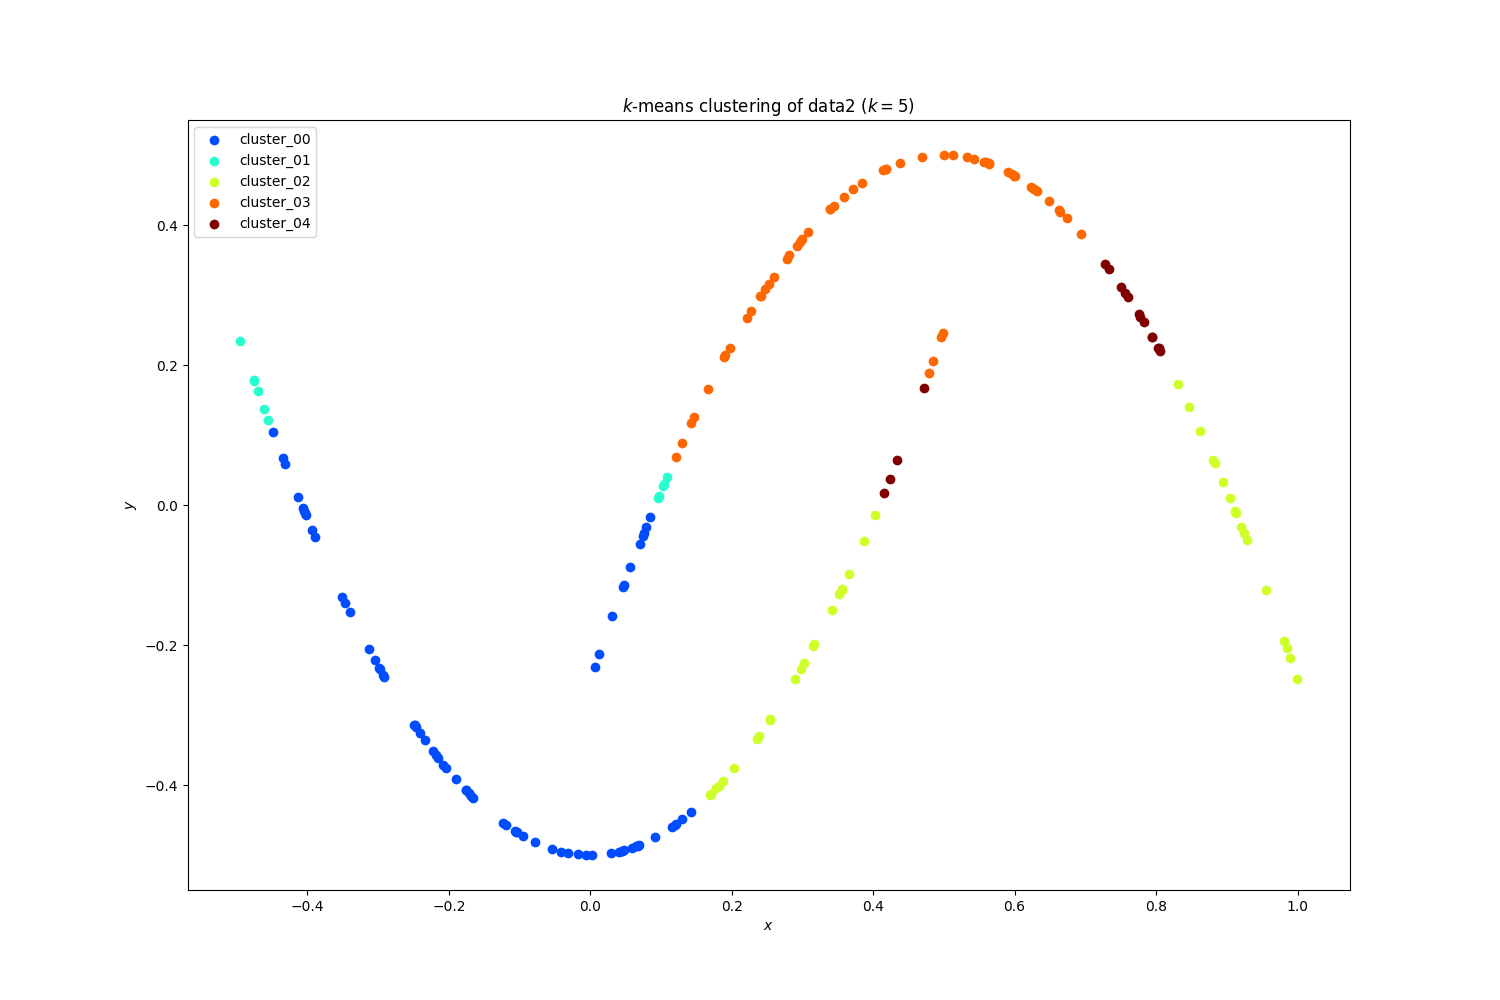 k-means clustering of data2 (k = 5)
cluster_00
cluster_01
cluster_02
cluster_03
cluster_04
y
0.4
0.2
0.0
−0.2
−0.4
−0.4
−0.2
0.0
0.2
0.4
0.6
0.8
1.0
x